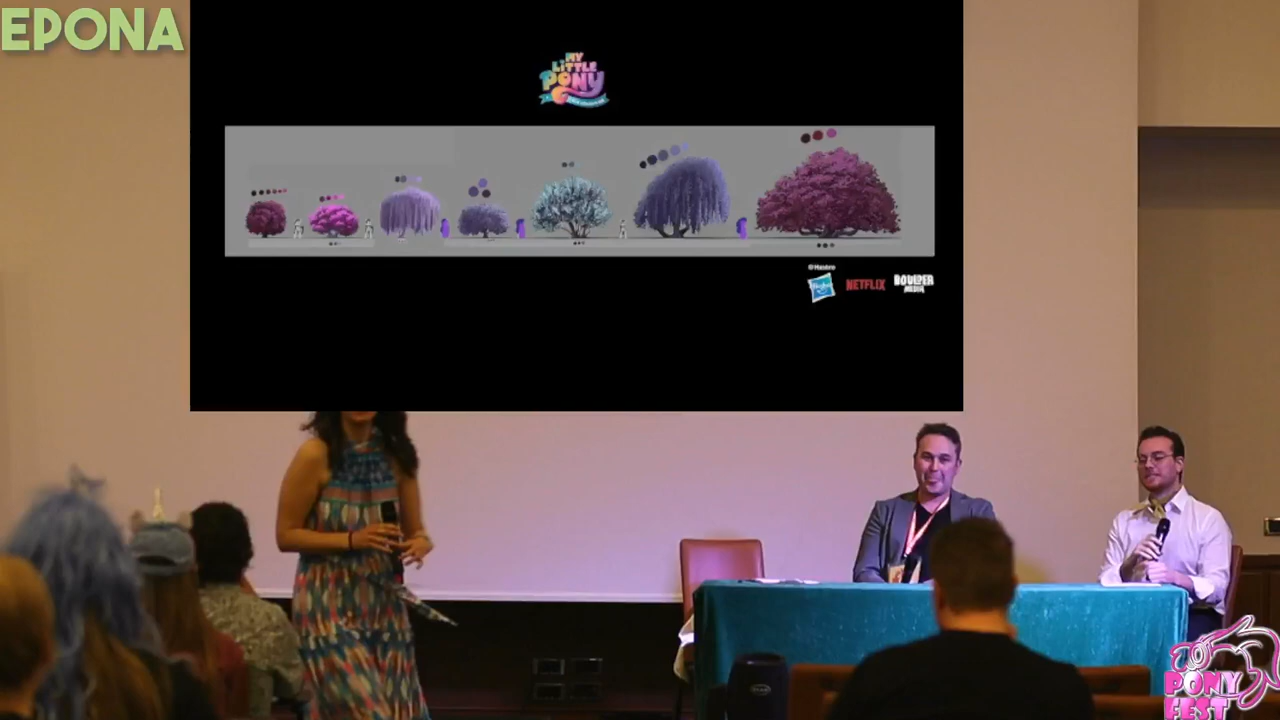 EPONA
MY
LITTLE
PONY
©Hasbro
Hasbro
NETFLIX
BOULDER
MEDIA
PONY
FEST